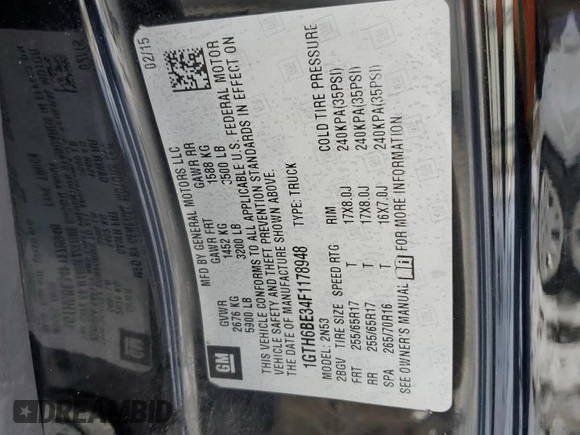 GM
MFD BY GENERAL MOTORS LLC
02/15
GVWR GAWR FRT GAWR RR
2676 KG 1452 KG 1588 KG
5900 LB 3200 LB 3500 LB
THIS VEHICLE CONFORMS TO ALL APPLICABLE U.S. FEDERAL MOTOR
VEHICLE SAFETY AND THEFT PREVENTION STANDARDS IN EFFECT ON
THE DATE OF MANUFACTURE SHOWN ABOVE.
1GTH6BE34F1178948 TYPE: TRUCK
MODEL: 2N53
2BGV TIRE SIZE SPEED RTG RIM COLD TIRE PRESSURE
FRT 255/65R17 T 17X8.0J 240KPA(35PSI)
RR 255/65R17 T 17X8.0J 240KPA(35PSI)
SPA 265/70R16 T 16X7.0J 240KPA(35PSI)
SEE OWNER'S MANUAL i FOR MORE INFORMATION
DREAMBID